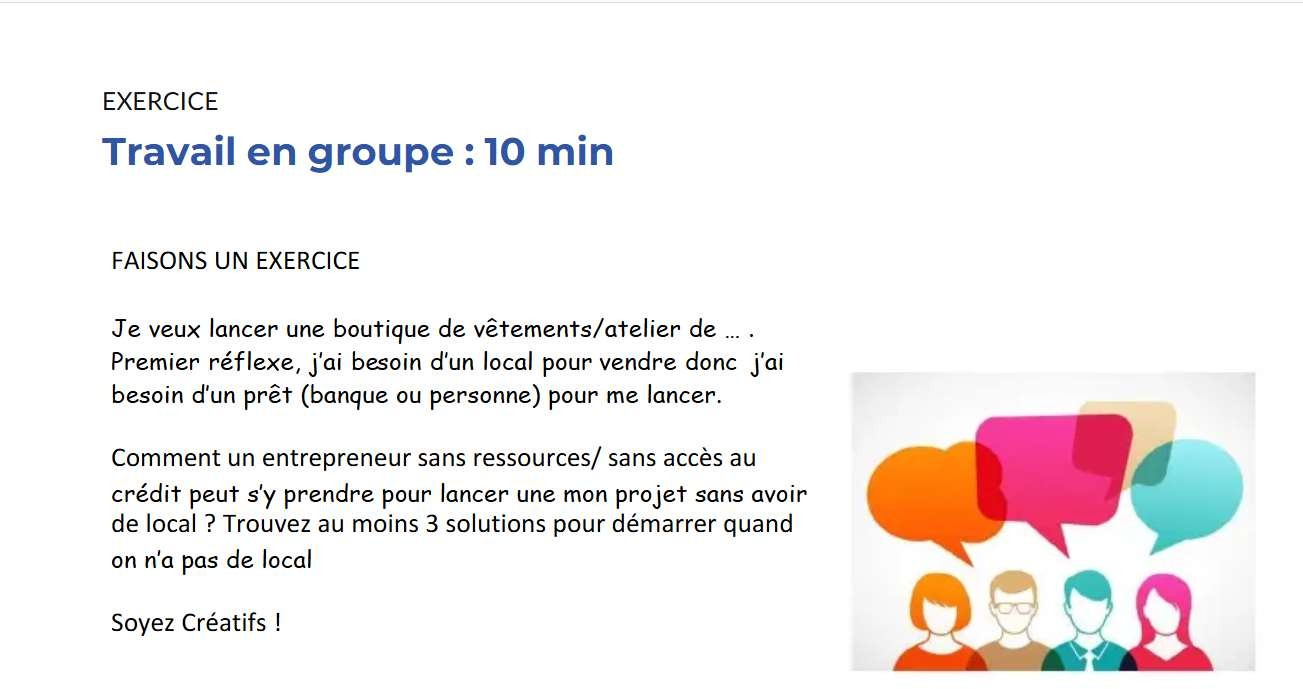 EXERCICE
Travail en groupe : 10 min
FAISONS UN EXERCICE
Je veux lancer une boutique de vêtements/atelier de … .
Premier réflexe, j’ai besoin d’un local pour vendre donc j’ai
besoin d’un prêt (banque ou personne) pour me lancer.
Comment un entrepreneur sans ressources/ sans accès au
crédit peut s’y prendre pour lancer une mon projet sans avoir
de local ? Trouvez au moins 3 solutions pour démarrer quand
on n’a pas de local
Soyez Créatifs !